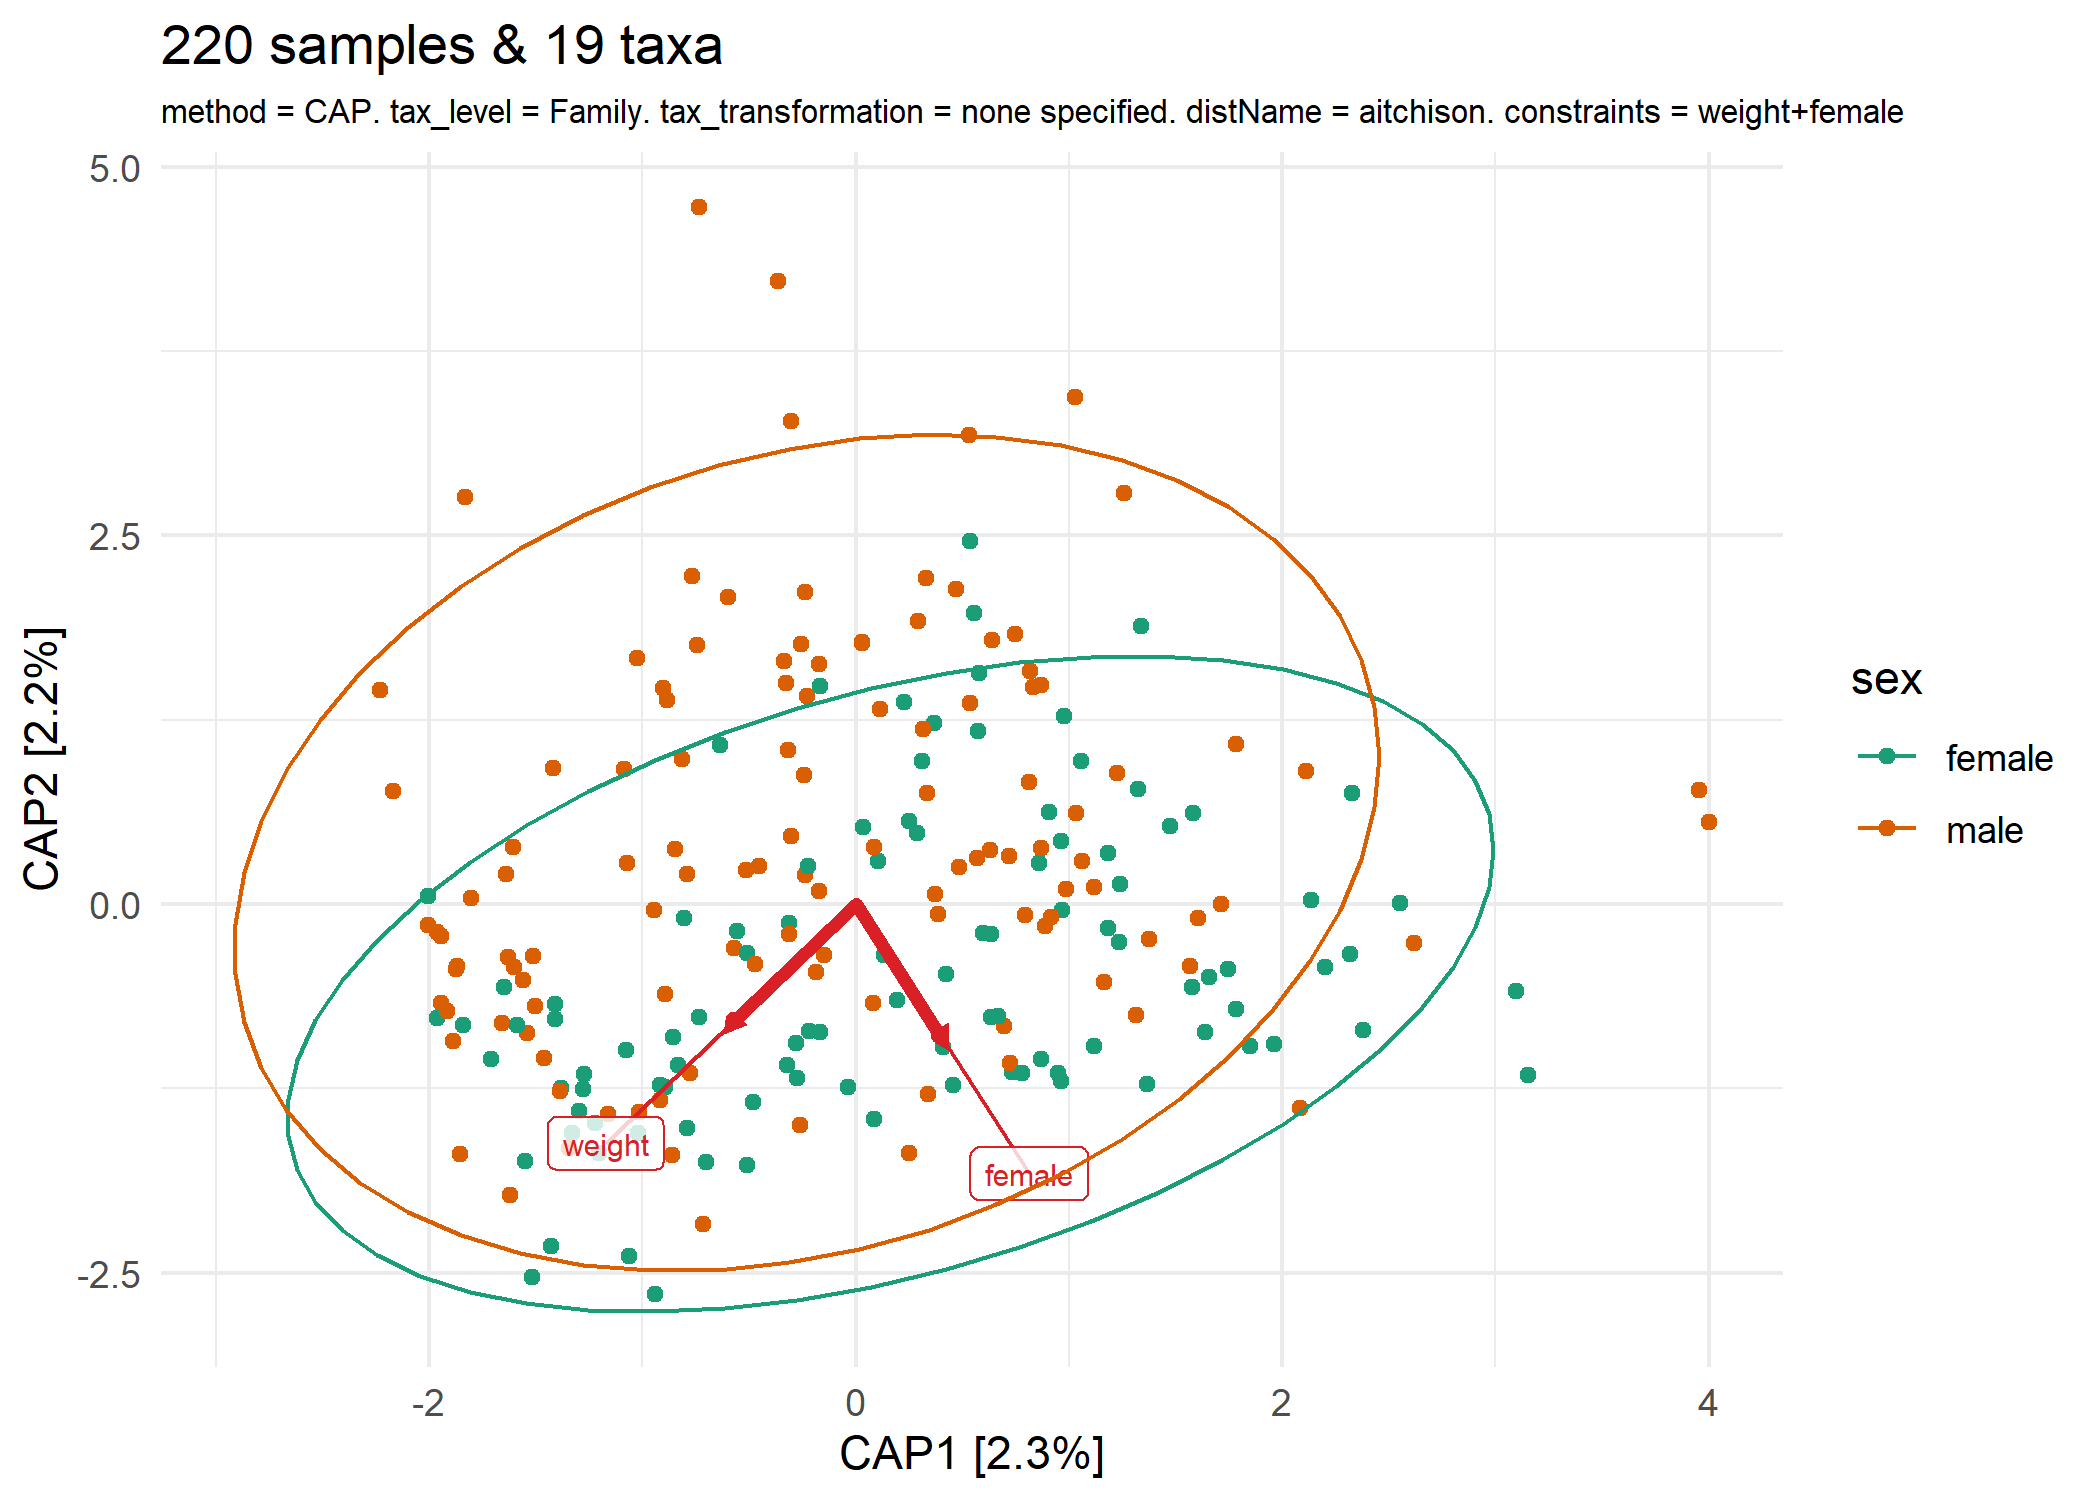 220 samples & 19 taxa
method = CAP. tax_level = Family. tax_transformation = none specified. distName = aitchison. constraints = weight+female
5.0
2.5
0.0
-2.5
CAP2 [2.2%]
weight
female
-2
0
2
4
CAP1 [2.3%]
sex
female
male